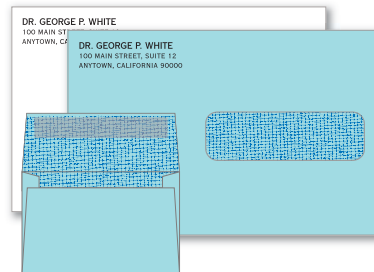 DR. GEORGE P. WHITE
100 MAIN STREET, SUITE 12
ANYTOWN, CA
DR. GEORGE P. WHITE
100 MAIN STREET, SUITE 12
ANYTOWN, CALIFORNIA 90000